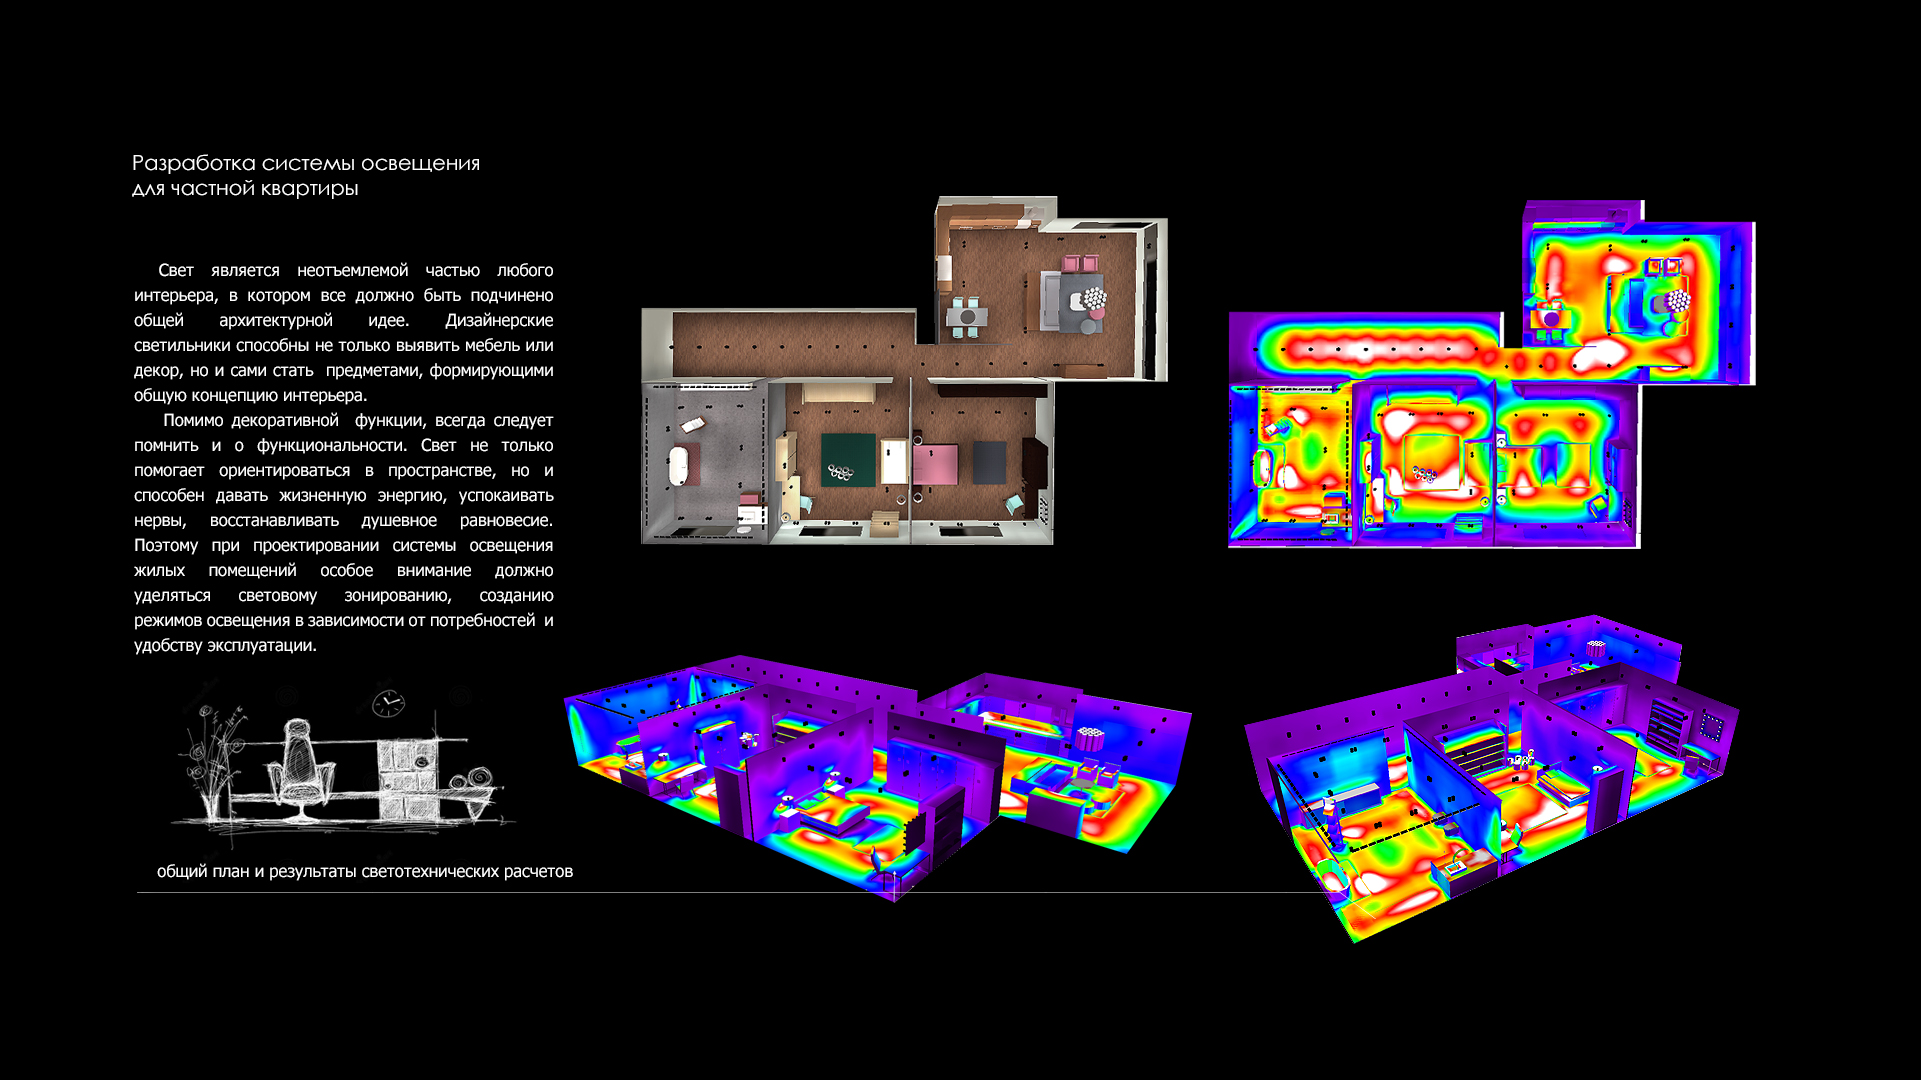 Разработка системы освещения
для частной квартиры
Свет является неотъемлемой частью любого
интерьера, в котором все должно быть подчинено
общей архитектурной идее. Дизайнерские
светильники способны не только выявить мебель или
декор, но и сами стать предметами, формирующими
общую концепцию интерьера.
Помимо декоративной функции, всегда следует
помнить и о функциональности. Свет не только
помогает ориентироваться в пространстве, но и
способен давать жизненную энергию, успокаивать
нервы, восстанавливать душевное равновесие.
Поэтому при проектировании системы освещения
жилых помещений особое внимание должно
уделяться световому зонированию, созданию
режимов освещения в зависимости от потребностей и
удобству эксплуатации.
общий план и результаты светотехнических расчетов